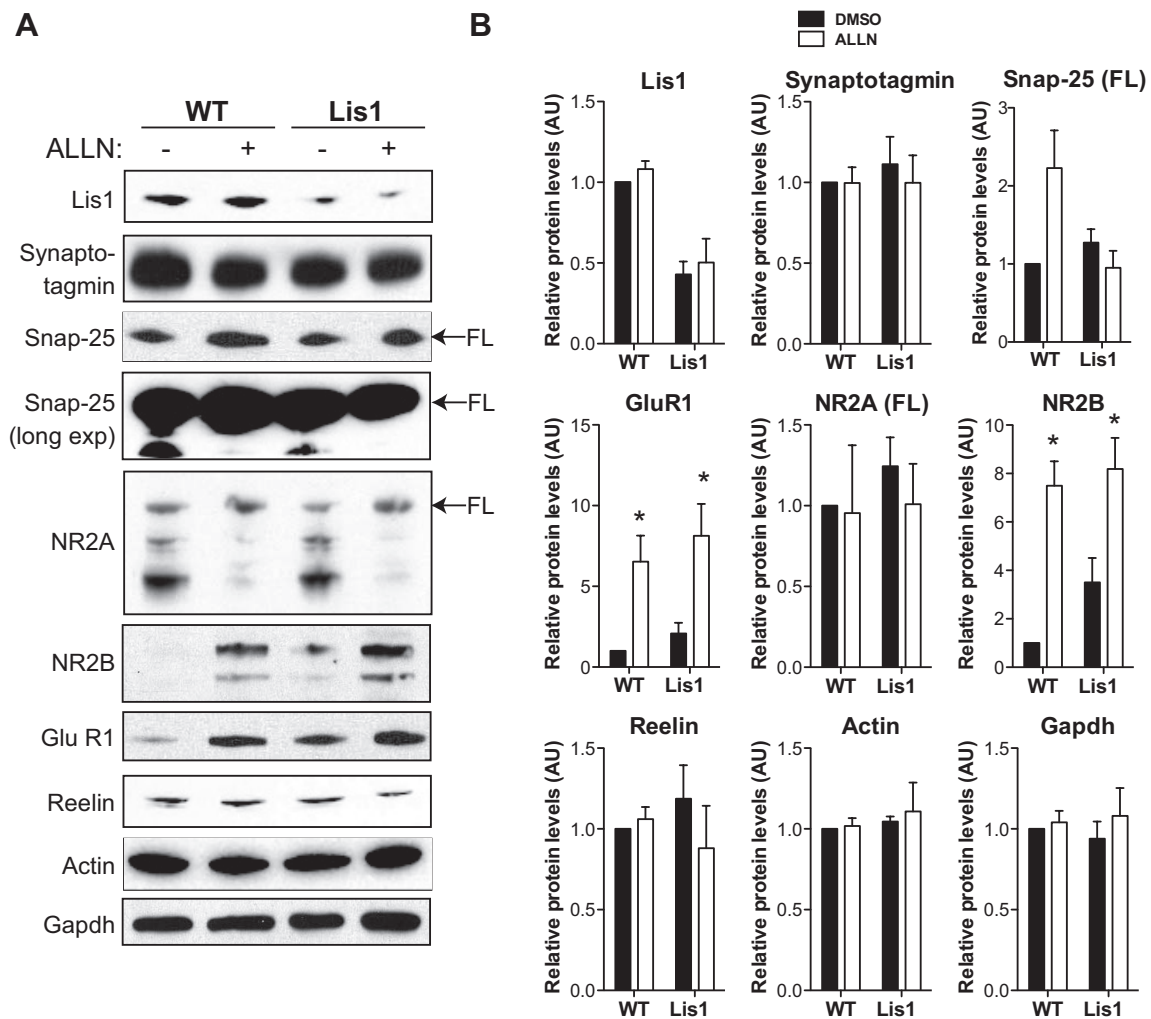 A
WT Lis1
ALLN: - + - +
Lis1
Synapto-
tagmin
Snap-25
←FL
Snap-25
(long exp)
←FL
NR2A
←FL
NR2B
Glu R1
Reelin
Actin
Gapdh
B
DMSO
ALLN
Lis1
Relative protein levels (AU)
1.5
1.0
0.5
0.0
WT Lis1
Synaptotagmin
Relative protein levels (AU)
1.5
1.0
0.5
0.0
WT Lis1
Snap-25 (FL)
Relative protein levels (AU)
3
2
1
0
WT Lis1
GluR1
Relative protein levels (AU)
15
10
5
0
* *
WT Lis1
NR2A (FL)
Relative protein levels (AU)
1.5
1.0
0.5
0.0
WT Lis1
NR2B
Relative protein levels (AU)
10
8
6
4
2
0
* *
WT Lis1
Reelin
Relative protein levels (AU)
1.5
1.0
0.5
0.0
WT Lis1
Actin
Relative protein levels (AU)
1.5
1.0
0.5
0.0
WT Lis1
Gapdh
Relative protein levels (AU)
1.5
1.0
0.5
0.0
WT Lis1